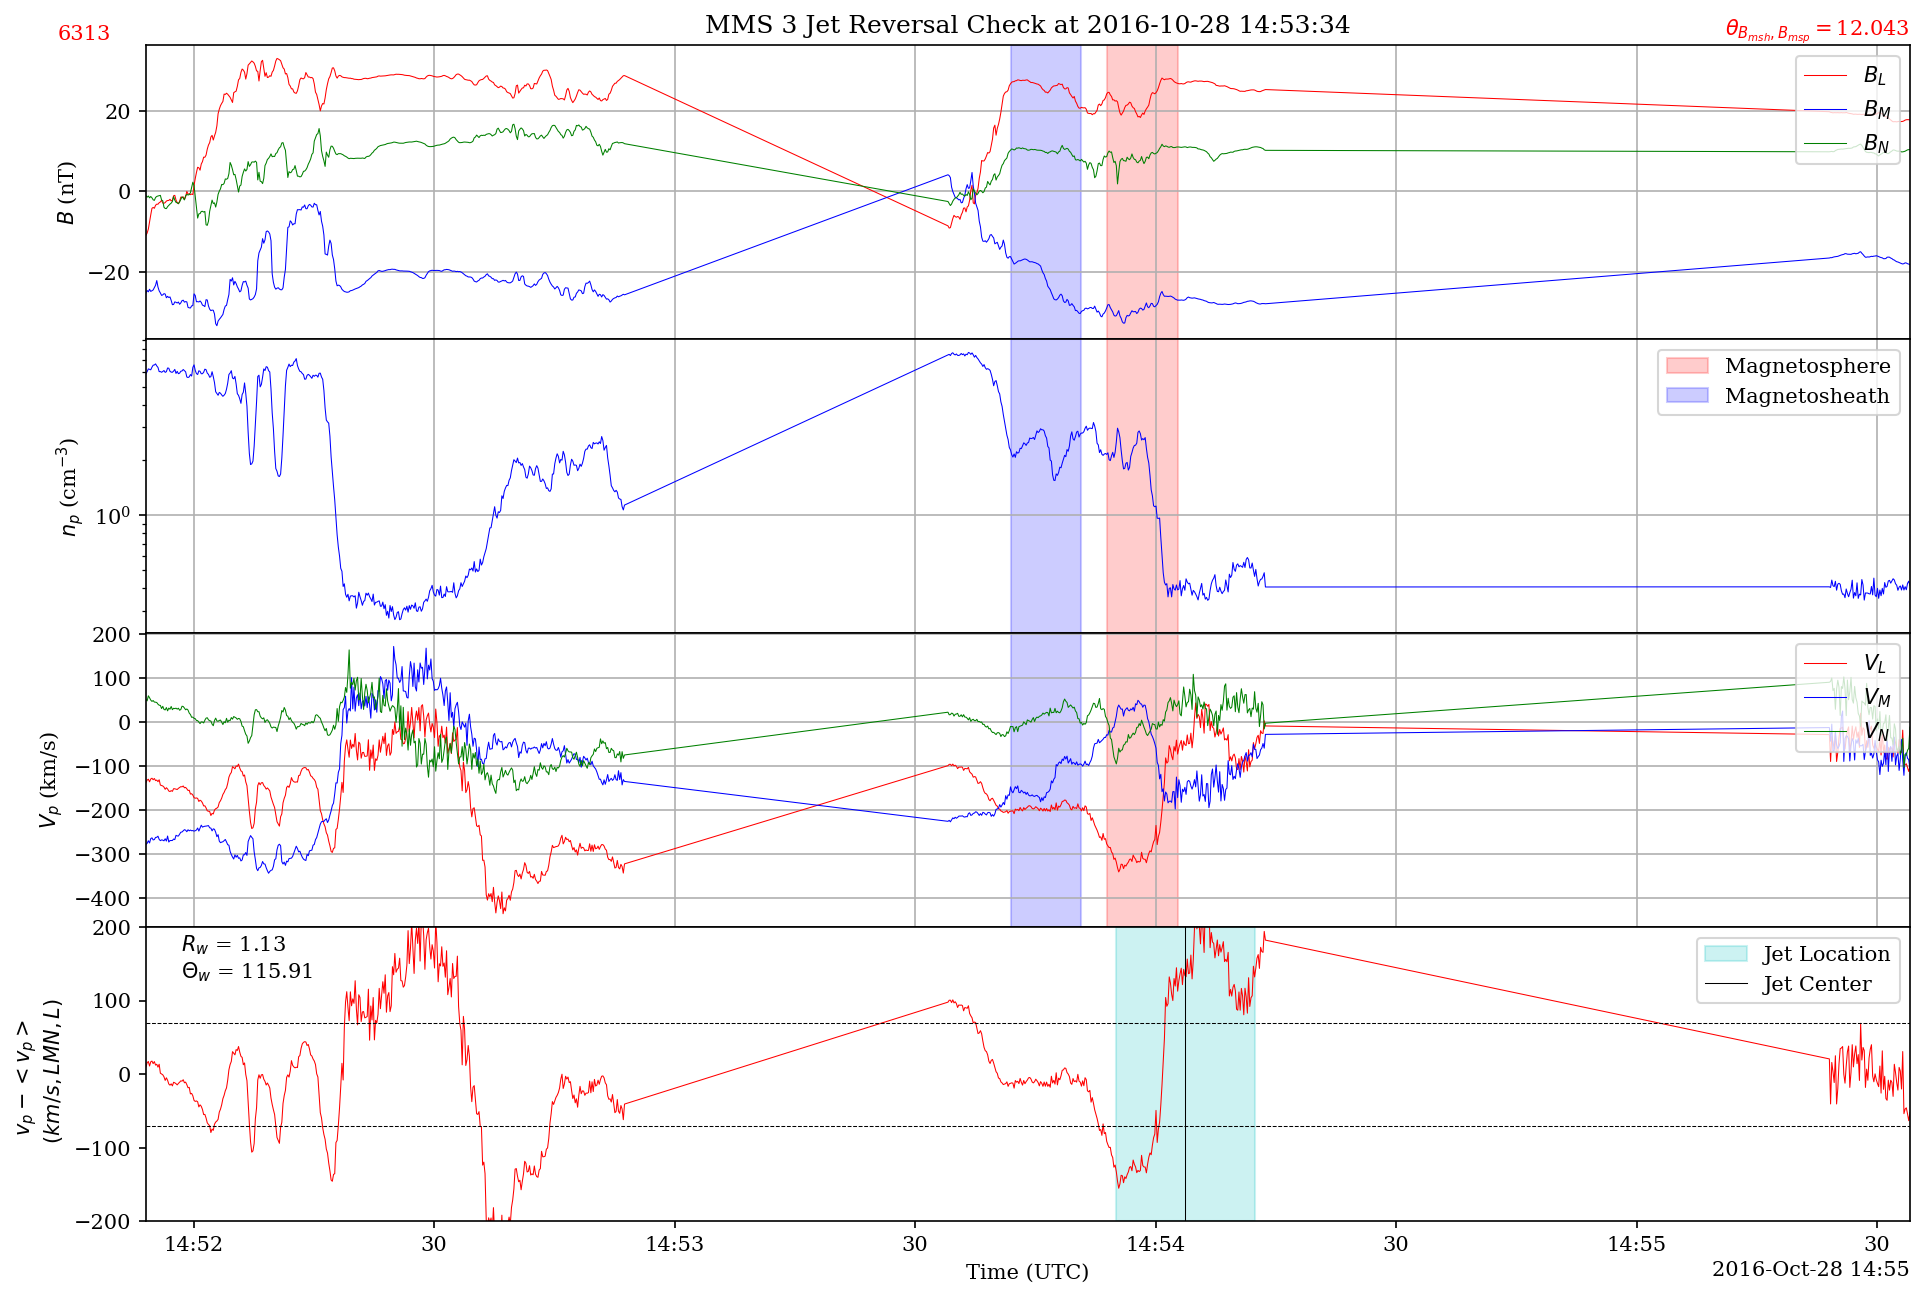 MMS 3 Jet Reversal Check at 2016-10-28 14:53:34
6313
θ_{B_{msh}, B_{msp}} = 12.043
B (nT)
20
0
−20
B_L
B_M
B_N
n_p (cm^{−3})
10^0
Magnetosphere
Magnetosheath
V_p (km/s)
200
100
0
−100
−200
−300
−400
V_L
V_M
V_N
v_p − <v_p>
(km/s, LMN, L)
200
100
0
−100
−200
R_w = 1.13
Θ_w = 115.91
Jet Location
Jet Center
14:52
30
14:53
30
14:54
30
14:55
30
Time (UTC)
2016-Oct-28 14:55